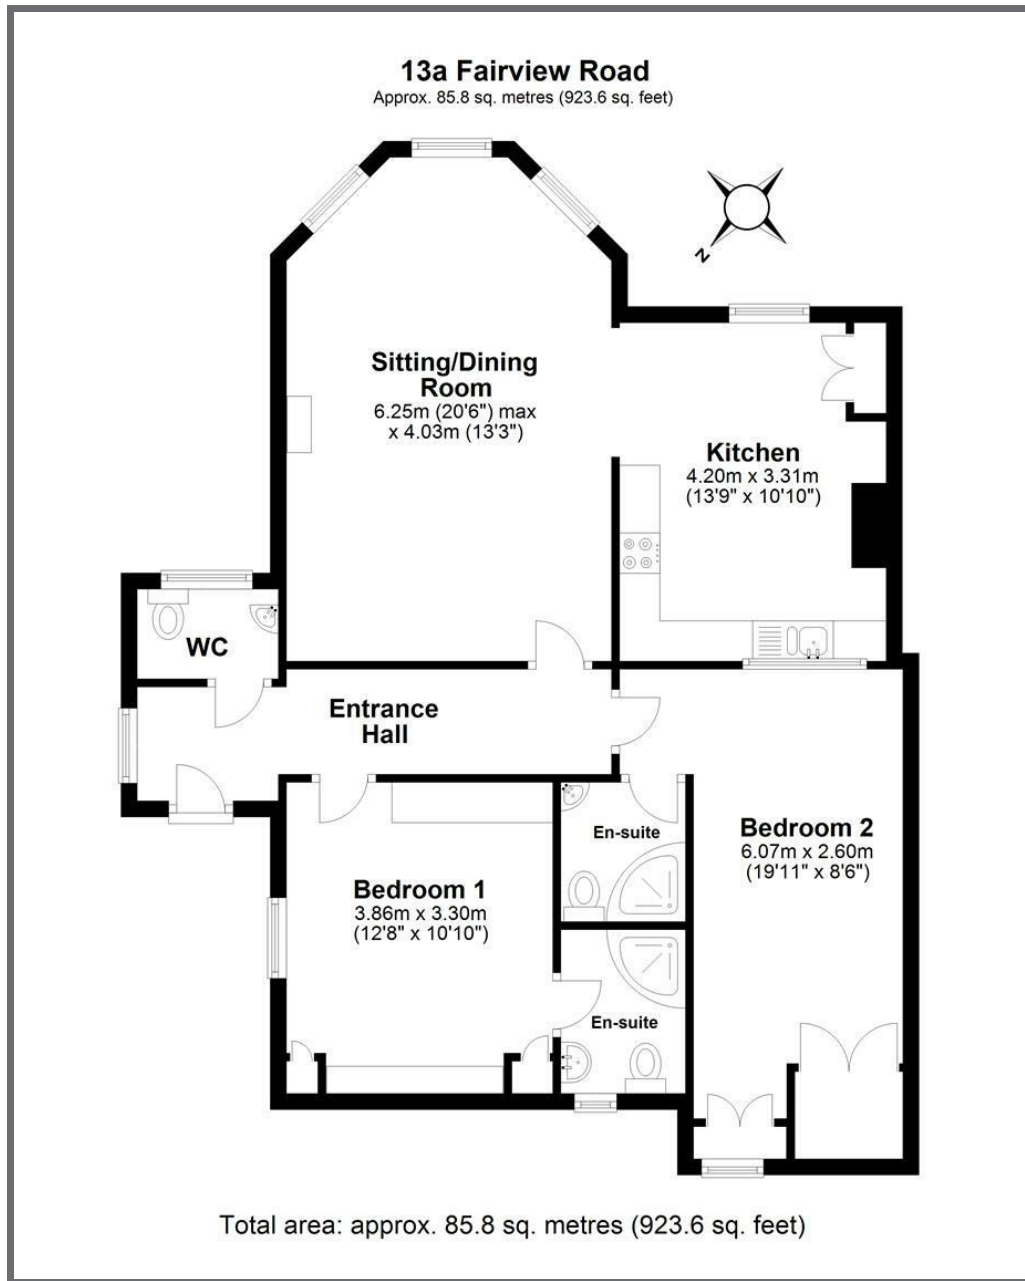 13a Fairview Road
Approx. 85.8 sq. metres (923.6 sq. feet)
N
Sitting/Dining
Room
6.25m (20'6") max
x 4.03m (13'3")
Kitchen
4.20m x 3.31m
(13'9" x 10'10")
WC
Entrance
Hall
En-suite
Bedroom 2
6.07m x 2.60m
(19'11" x 8'6")
Bedroom 1
3.86m x 3.30m
(12'8" x 10'10")
En-suite
Total area: approx. 85.8 sq. metres (923.6 sq. feet)